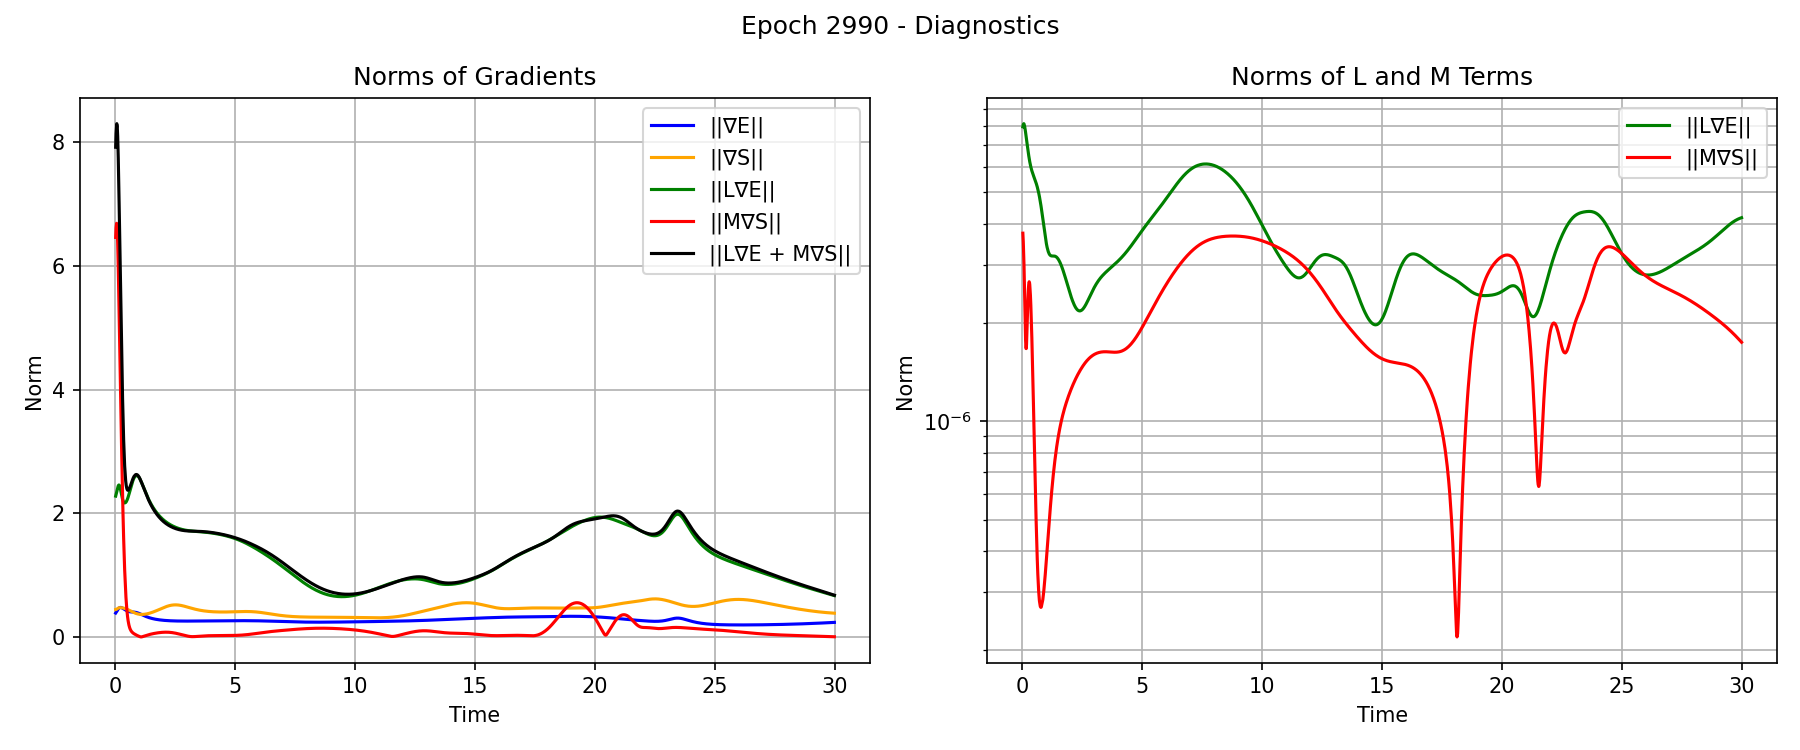 Epoch 2990 - Diagnostics
Norms of Gradients
Norm
8
6
4
2
0
||∇E||
||∇S||
||L∇E||
||M∇S||
||L∇E + M∇S||
0 5 10 15 20 25 30
Time
Norms of L and M Terms
Norm
10⁻⁶
||L∇E||
||M∇S||
0 5 10 15 20 25 30
Time